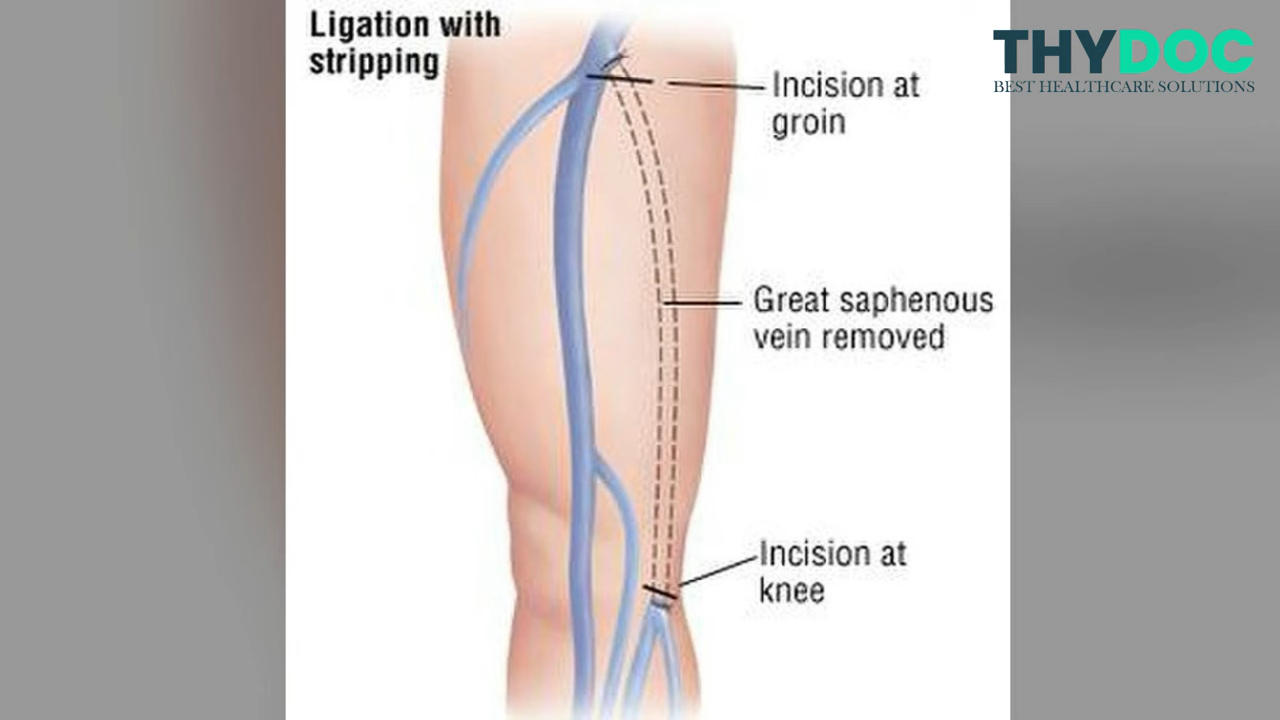 Ligation with
stripping
THYDOC
BEST HEALTHCARE SOLUTIONS
Incision at
groin
Great saphenous
vein removed
Incision at
knee